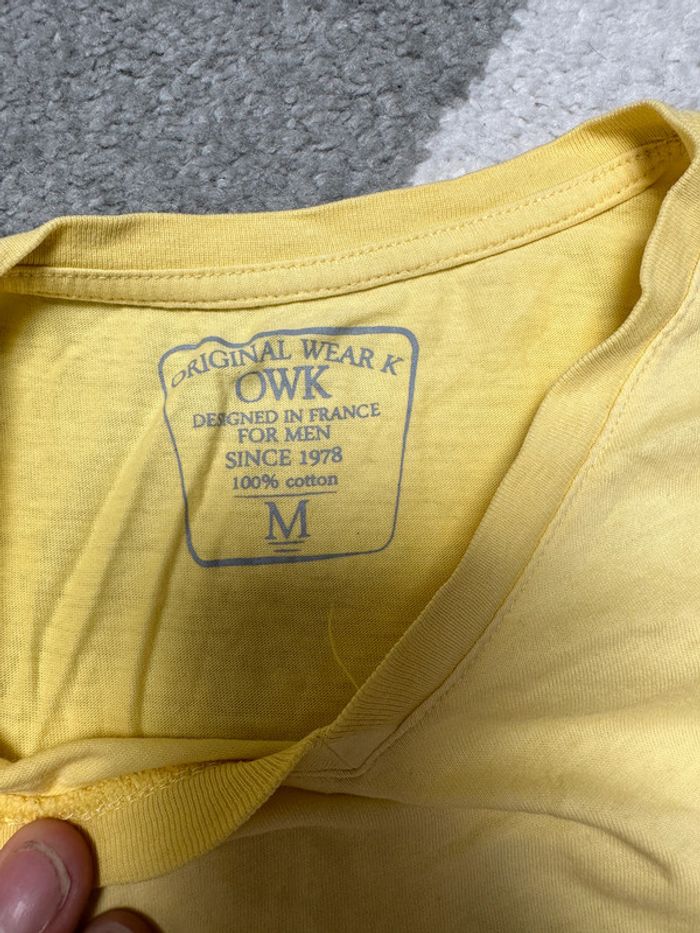 ORIGINAL WEAR K
OWK
DESIGNED IN FRANCE
FOR MEN
SINCE 1978
100% cotton
M